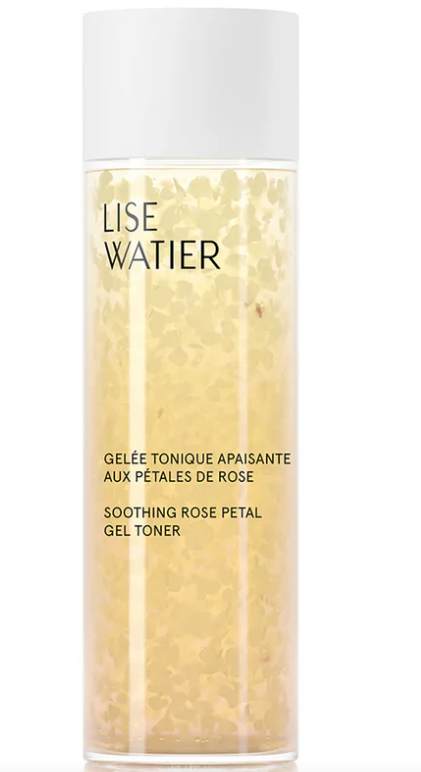 LISE
WATIER
GELÉE TONIQUE APAISANTE
AUX PÉTALES DE ROSE
SOOTHING ROSE PETAL
GEL TONER